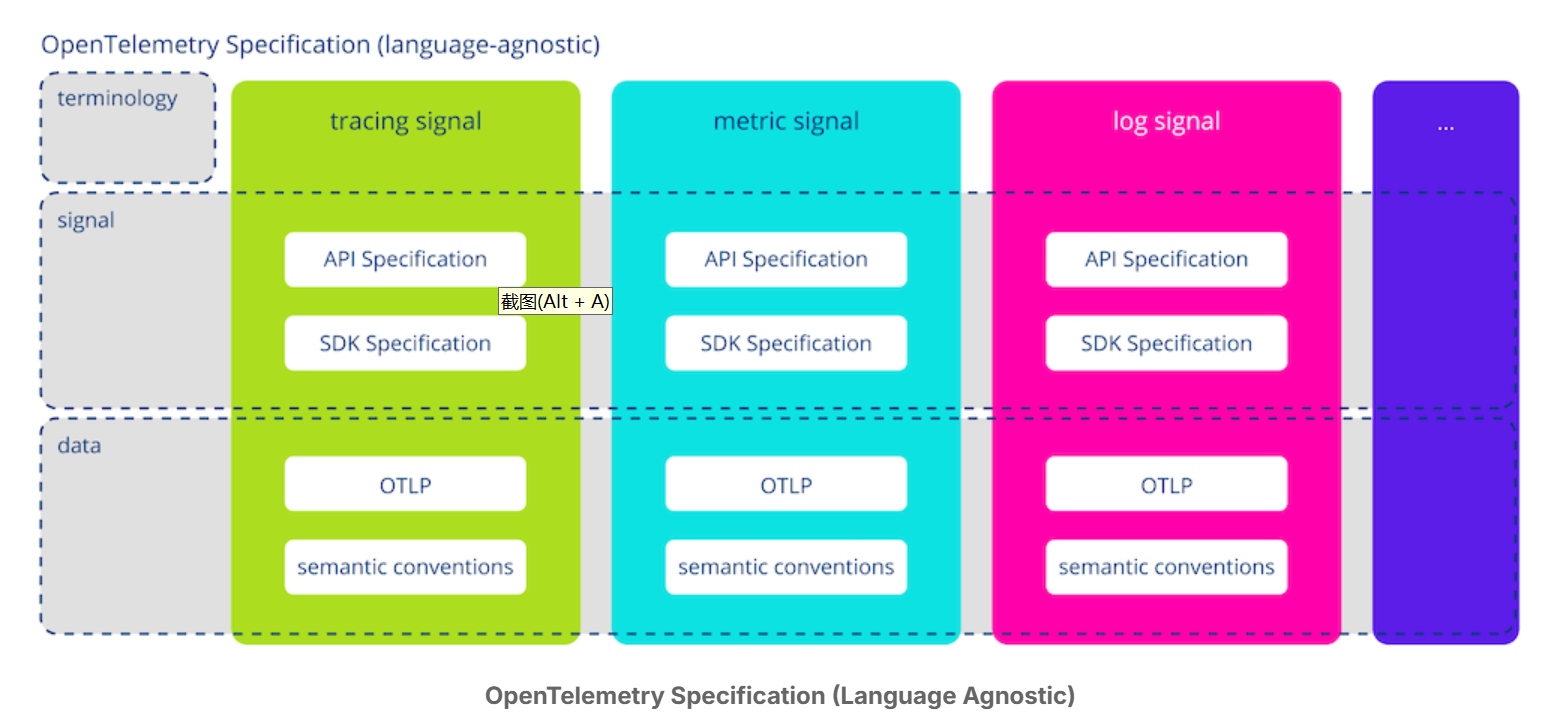 OpenTelemetry Specification (language-agnostic)
terminology
tracing signal
metric signal
log signal
...
signal
API Specification
API Specification
API Specification
截图(Alt + A)
SDK Specification
SDK Specification
SDK Specification
data
OTLP
OTLP
OTLP
semantic conventions
semantic conventions
semantic conventions
OpenTelemetry Specification (Language Agnostic)